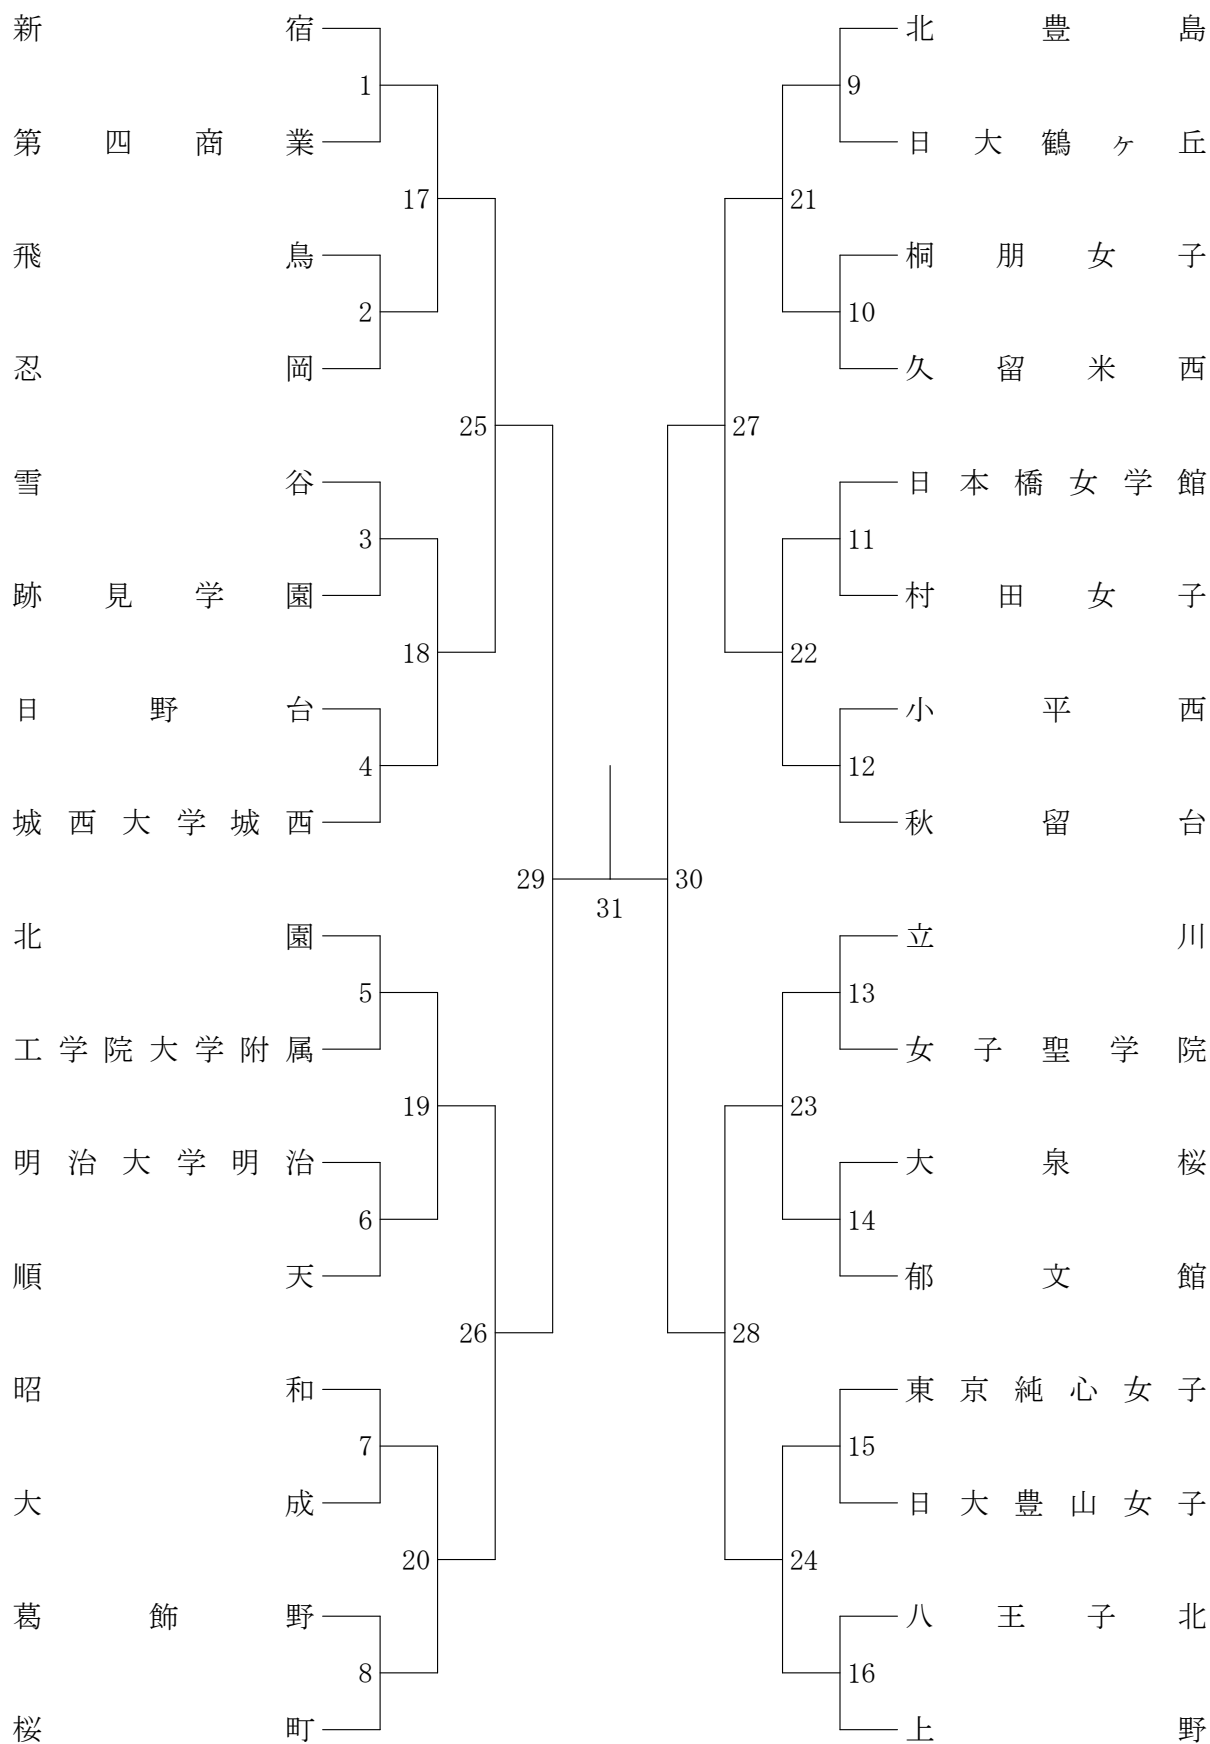 新宿
1
第四商業
17
飛鳥
2
忍岡
25
雪谷
3
跡見学園
18
日野台
4
城西大学城西
29
北園
5
工学院大学附属
19
明治大学明治
6
順天
26
昭和
7
大成
20
葛飾野
8
桜町
31
北豊島
9
日大鶴ヶ丘
21
桐朋女子
10
久留米西
27
日本橋女学館
11
村田女子
22
小平西
12
秋留台
30
立川
13
女子聖学院
23
大泉桜
14
郁文館
28
東京純心女子
15
日大豊山女子
24
八王子北
16
上野